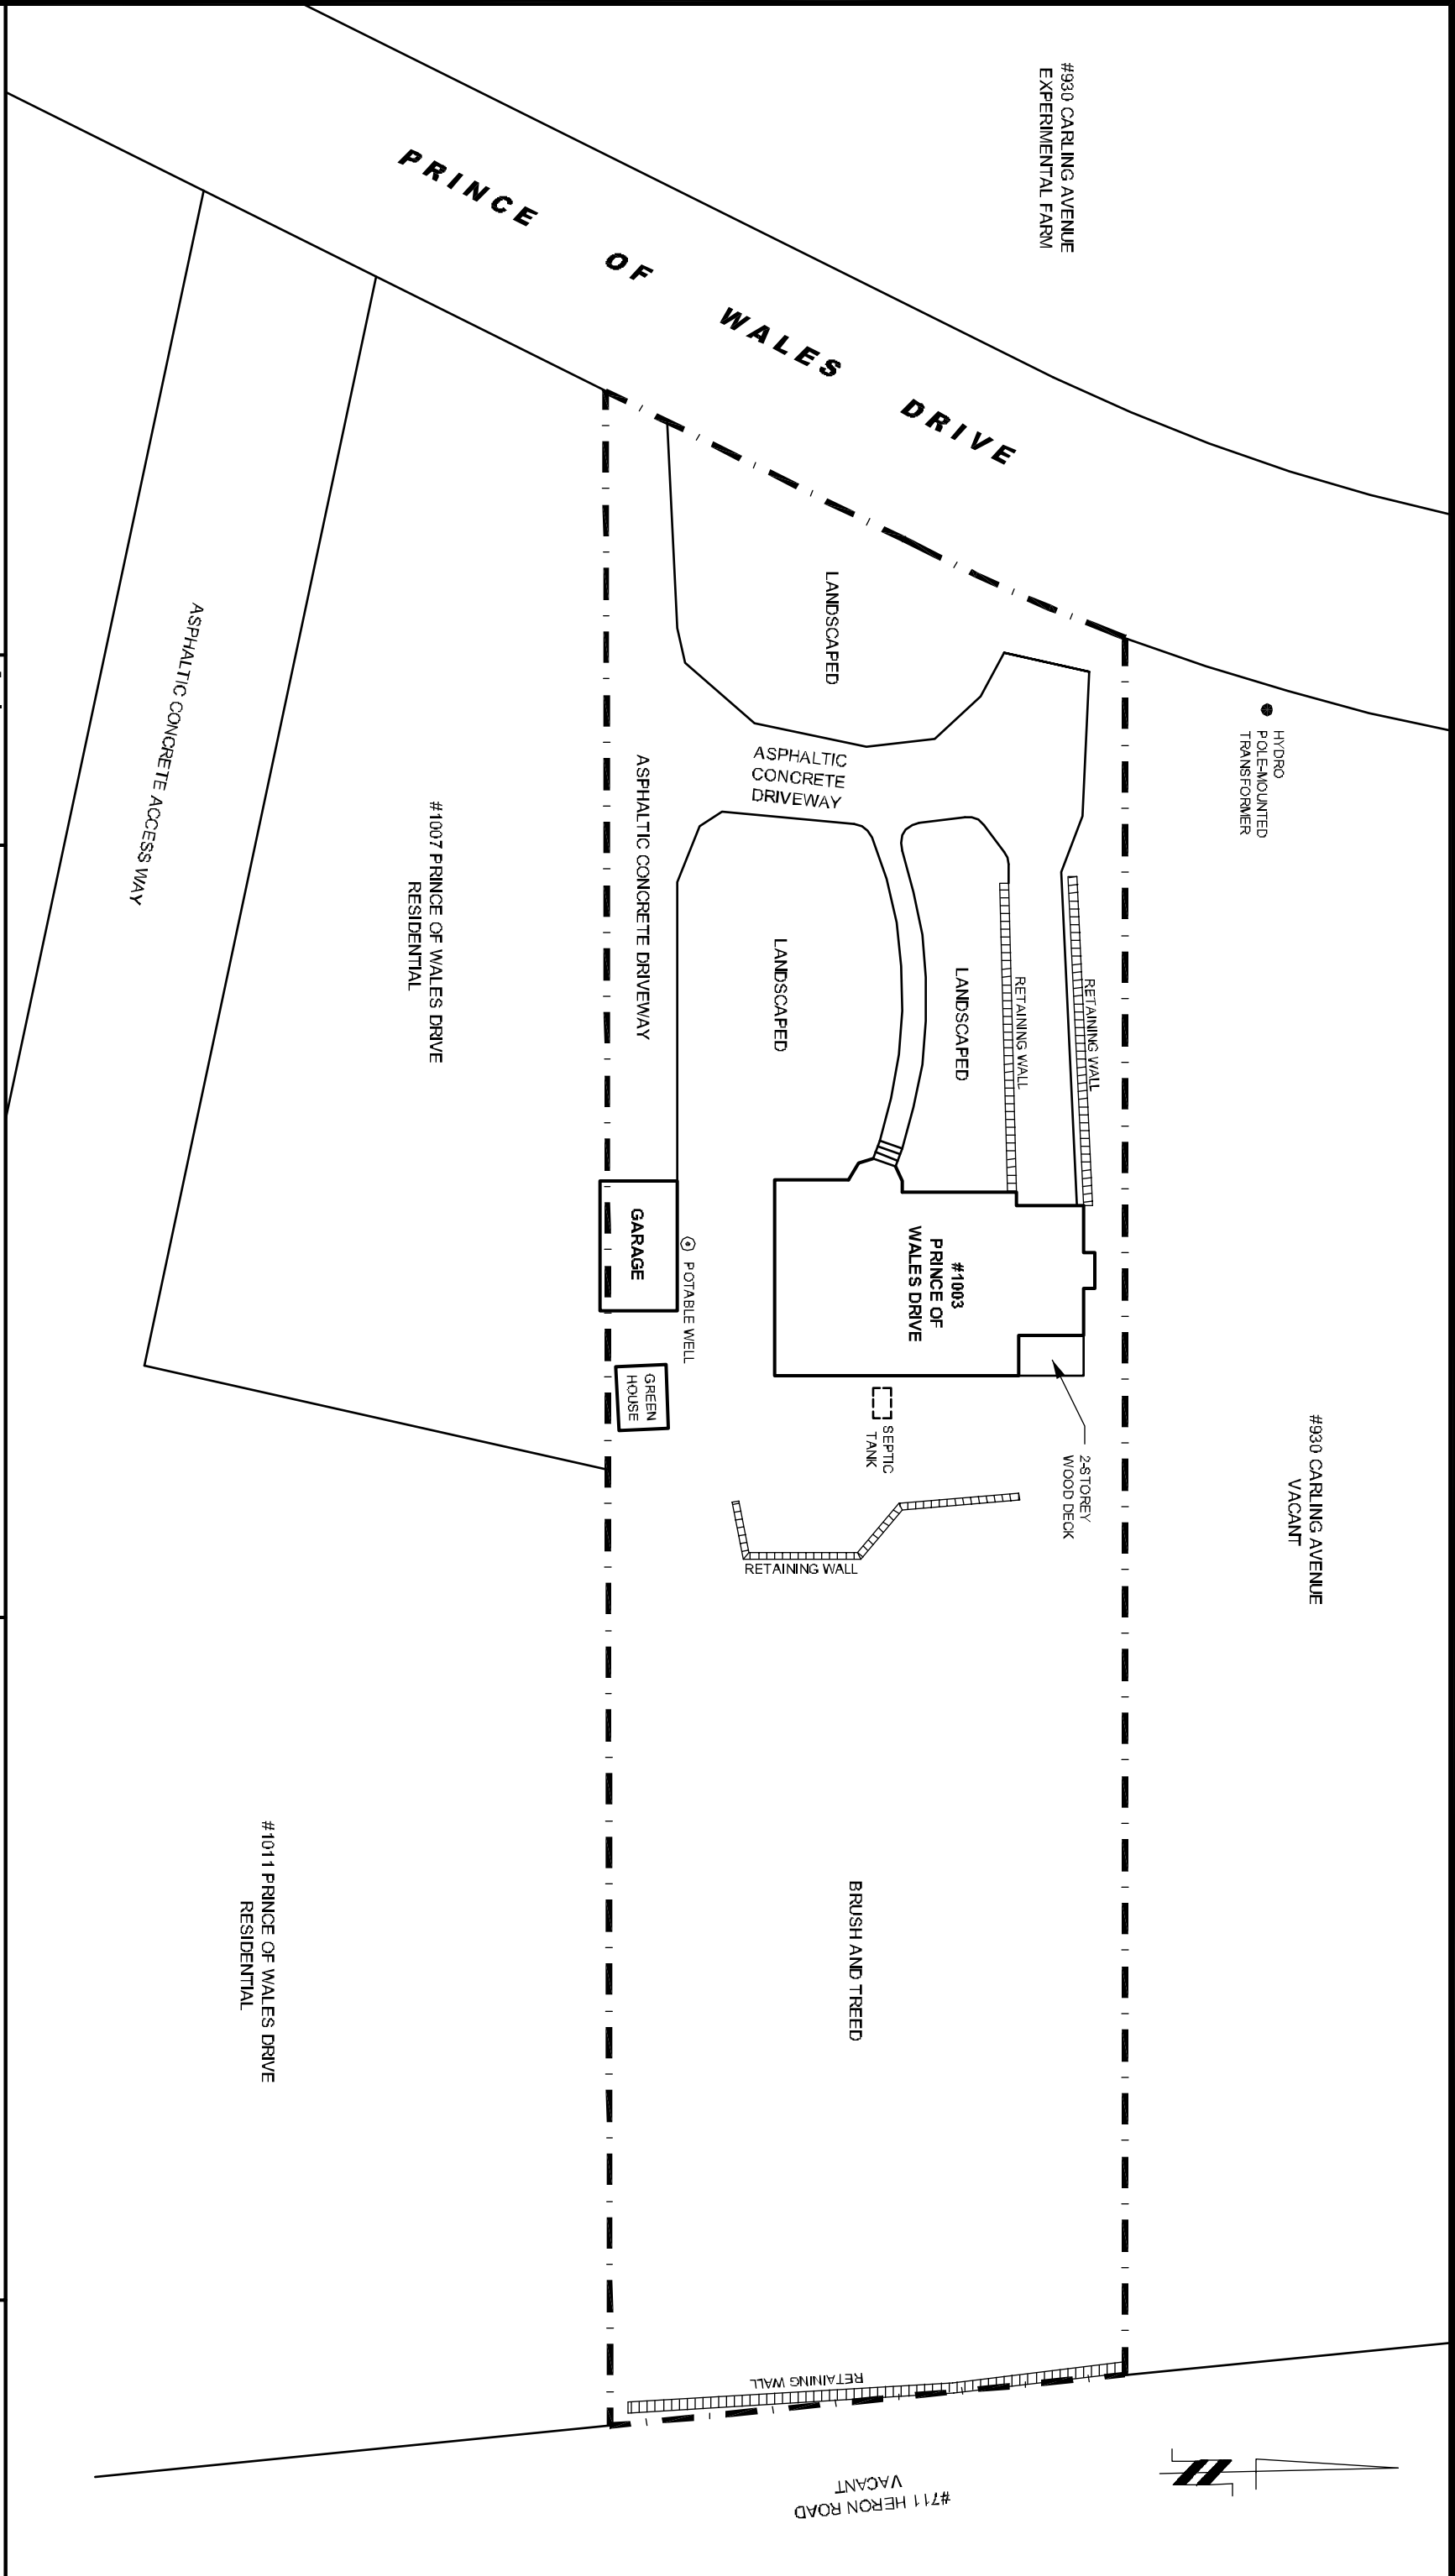 #930 CARLING AVENUE
EXPERIMENTAL FARM
PRINCE OF WALES DRIVE
HYDRO
POLE-MOUNTED
TRANSFORMER
LANDSCAPED
ASPHALTIC
CONCRETE
DRIVEWAY
ASPHALTIC CONCRETE ACCESS WAY
#1007 PRINCE OF WALES DRIVE
RESIDENTIAL
ASPHALTIC CONCRETE DRIVEWAY
LANDSCAPED
LANDSCAPED
RETAINING WALL
RETAINING WALL
GARAGE
POTABLE WELL
#1003
PRINCE OF
WALES DRIVE
GREEN
HOUSE
SEPTIC
TANK
2-STOREY
WOOD DECK
#930 CARLING AVENUE
VACANT
RETAINING WALL
#1011 PRINCE OF WALES DRIVE
RESIDENTIAL
BRUSH AND TREED
RETAINING WALL
#711 HERON ROAD
VACANT